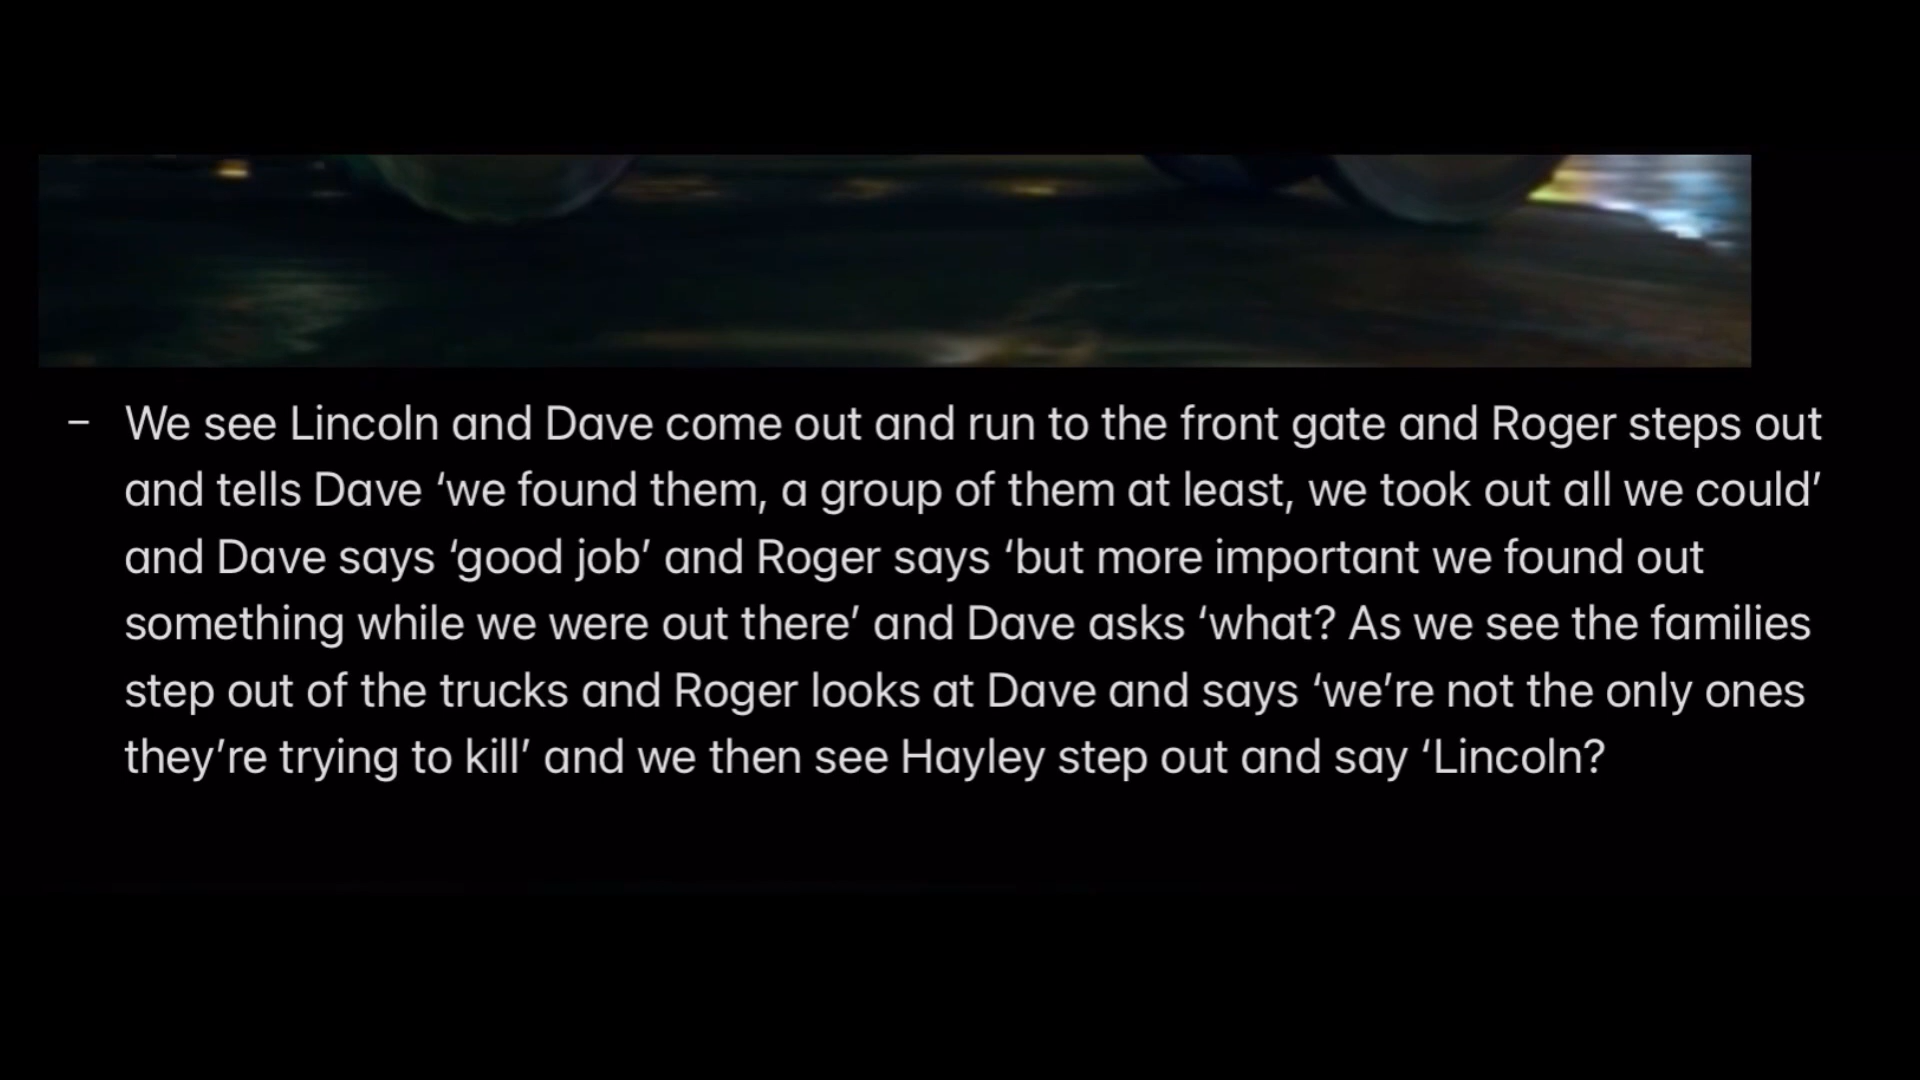 – We see Lincoln and Dave come out and run to the front gate and Roger steps out
and tells Dave ‘we found them, a group of them at least, we took out all we could’
and Dave says ‘good job’ and Roger says ‘but more important we found out
something while we were out there’ and Dave asks ‘what? As we see the families
step out of the trucks and Roger looks at Dave and says ‘we’re not the only ones
they’re trying to kill’ and we then see Hayley step out and say ‘Lincoln?